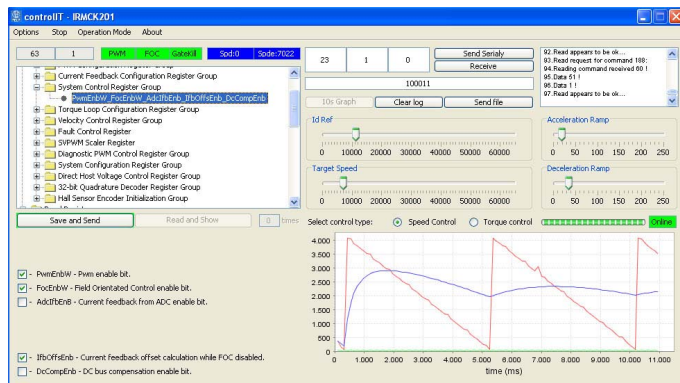 controlIT - IRMCK201
Options Stop Operation Mode About
63 1 PWM FOC GateKill Spd:0 Spde:7022
Current Feedback Configuration Register Group
System Control Register Group
PwmEnbW_FocEnbW_AdcIfbEnb_IfbOffsEnb_DcCompEnb
Torque Loop Configuration Register Group
Velocity Control Register Group
Fault Control Register
SVPWM Scaler Register
Diagnostic PWM Control Register Group
System Configuration Register Group
Direct Host Voltage Control Register Group
32-bit Quadrature Decoder Register Group
Hall Sensor Encoder Initialization Group
Save and Send Read and Show 0 times
PwmEnbW - Pwm enable bit.
FocEnbW - Field Orientated Control enable bit.
AdcIfbEnB - Current feedback from ADC enable bit.
IfbOffsEnb - Current feedback offset calculation while FOC disabled.
DcCompEnb - DC bus compensation enable bit.
23 1 0 Send Serialy
Receive
100011
10s Graph Clear log Send file
92.Read appears to be ok...
93.Read request for command 188:
94.Reading command received 60 !
95.Data 51 !
96.Data 1 !
97.Read appears to be ok...
Id Ref
0 10000 20000 30000 40000 50000 60000
Target Speed
0 10000 20000 30000 40000 50000 60000
Acceleration Ramp
0 50 100 150 200 250
Deceleration Ramp
0 50 100 150 200 250
Select control type: Speed Control Torque control Online
4.000
3.500
3.000
2.500
2.000
1.500
1.000
500
0
0 1.000 2.000 3.000 4.000 5.000 6.000 7.000 8.000 9.000 10.000 11.000
time (ms)